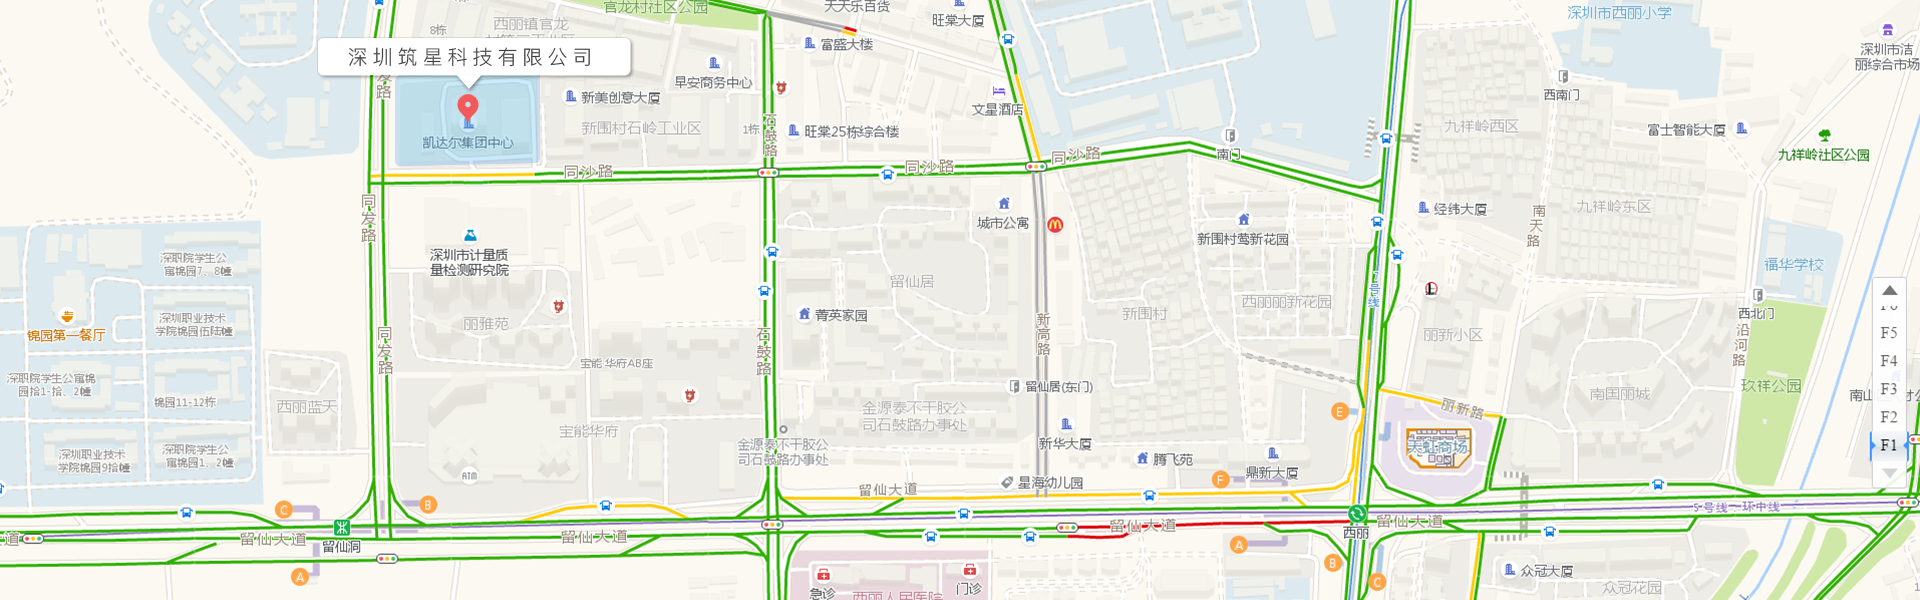 官龙村社区公园
天天乐百货
旺棠大厦
深圳市西丽小学
8栋
西丽镇官龙
深圳筑星科技有限公司
富盛大楼
深圳市洁
丽综合市场
早安商务中心
新美创意大厦
文星酒店
西南门
1栋
新围村石岭工业区
旺棠25栋综合楼
九祥岭西区
富士智能大厦
凯达尔集团中心
九祥岭社区公园
同沙路
同沙路
同沙路
南门
石鼓路
同发路
城市公寓
经纬大厦
九祥岭东区
南天路
新围村莺新花园
深圳市计量质
量检测研究院
深职院学生公
寓锦园7、8幢
留仙居
福华学校
7号线
西丽丽新花园
锦园第一餐厅
深圳职业技术
学院锦园伍陆幢
丽雅苑
菁英家园
新围村
新高路
西北门
沿河路
丽新小区
F5
F4
F3
F2
F1
同发路
石鼓路
宝能华府AB座
深职院学生公寓锦
园拾1-拾、2幢
锦园11-12栋
西丽蓝天
留仙居(东门)
南国丽城
玖祥公园
丽新路
金源泰不干胶公
司石鼓路办事处
宝能华府
金源泰不干胶公
司石鼓路办事处
新华大厦
天虹商场
E
深圳职业技术
学院锦园9拾幢
深职院学生公
寓锦园1、2幢
ATM
腾飞苑
鼎新大厦
F
星海幼儿园
留仙大道
C
B
5号线—环中线
留仙大道
留仙大道
留仙大道
留仙大道
留仙洞
西丽
A
A
B
C
急诊
门诊
西丽人民医院
众冠大厦
众冠花园